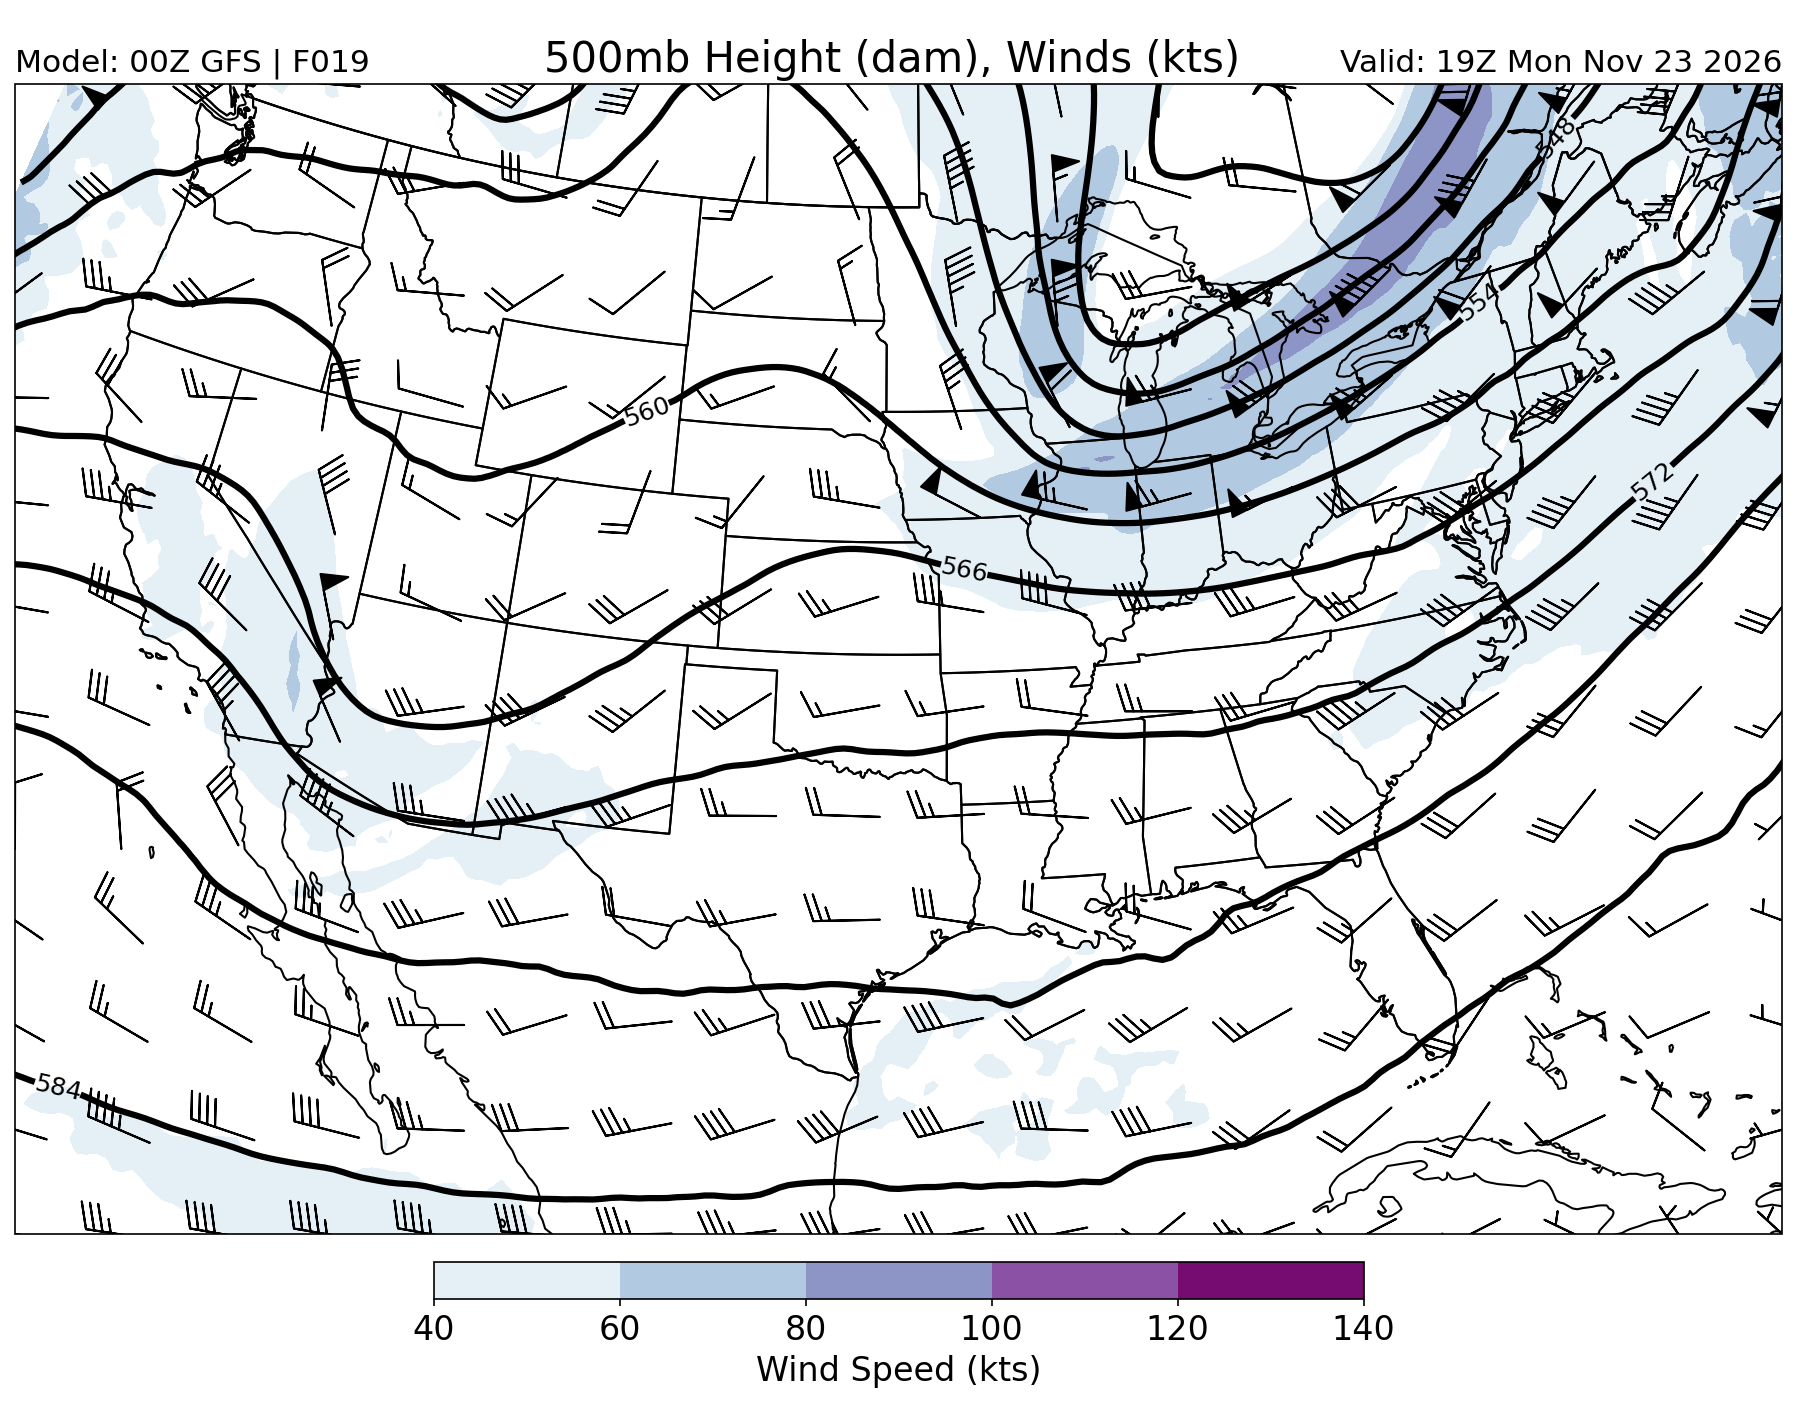 Model: 00Z GFS | F019
500mb Height (dam), Winds (kts)
Valid: 19Z Mon Nov 23 2026
548
554
560
572
566
584
40 60 80 100 120 140
Wind Speed (kts)